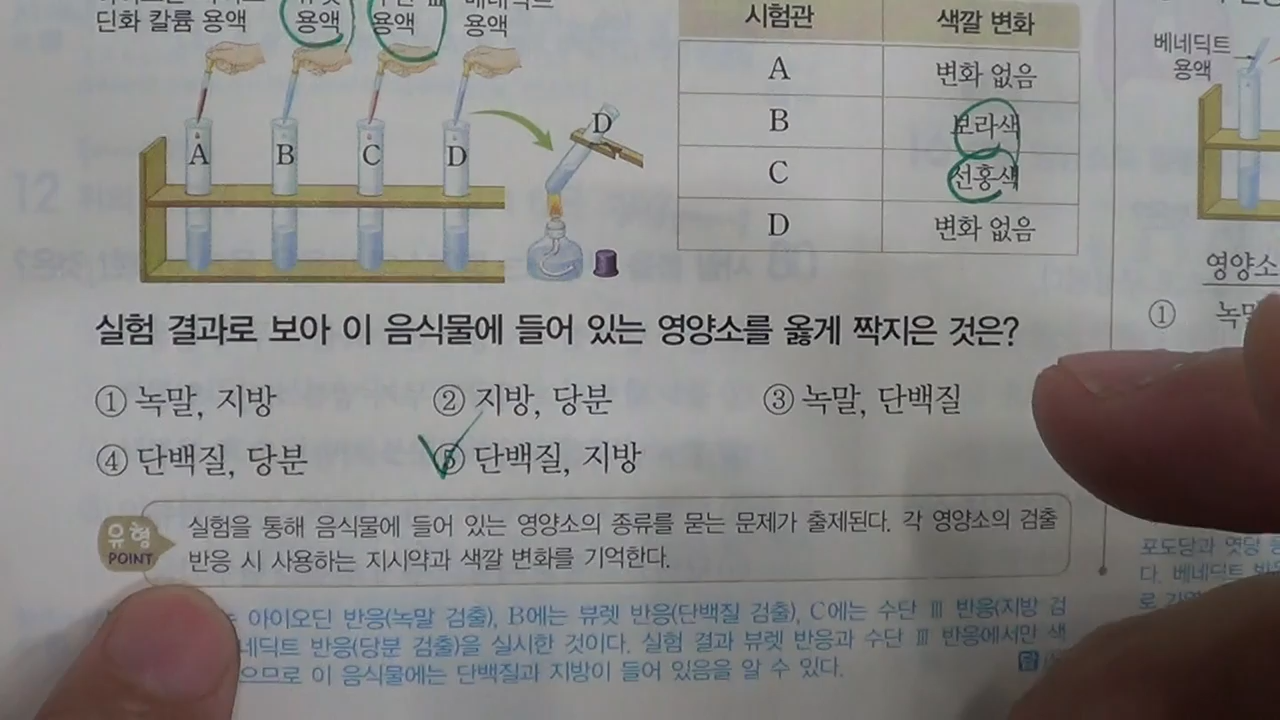 딘화 칼륨 용액
용액
용액
용액
A
B
C
D
D
시험관
색깔 변화
A
변화 없음
B
보라색
C
선홍색
D
변화 없음
실험 결과로 보아 이 음식물에 들어 있는 영양소를 옳게 짝지은 것은?
① 녹말, 지방
② 지방, 당분
③ 녹말, 단백질
④ 단백질, 당분
⑤ 단백질, 지방
유형
POINT
실험을 통해 음식물에 들어 있는 영양소의 종류를 묻는 문제가 출제된다. 각 영양소의 검출
반응 시 사용하는 지시약과 색깔 변화를 기억한다.
는 아이오딘 반응(녹말 검출), B에는 뷰렛 반응(단백질 검출), C에는 수단 Ⅲ 반응(지방 검
네딕트 반응(당분 검출)을 실시한 것이다. 실험 결과 뷰렛 반응과 수단 Ⅲ 반응에서만 색
으므로 이 음식물에는 단백질과 지방이 들어 있음을 알 수 있다.
답
베네딕트
용액
영양소
①
포도당과 엿당
다. 베네딕트